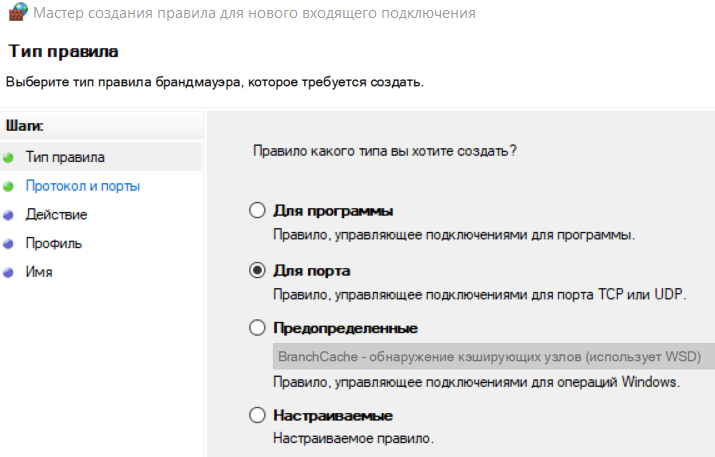 Мастер создания правила для нового входящего подключения
Тип правила
Выберите тип правила брандмауэра, которое требуется создать.
Шаги:
Тип правила
Протокол и порты
Действие
Профиль
Имя
Правило какого типа вы хотите создать?
Для программы
Правило, управляющее подключениями для программы.
Для порта
Правило, управляющее подключениями для порта TCP или UDP.
Предопределенные
BranchCache - обнаружение кэширующих узлов (использует WSD)
Правило, управляющее подключениями для операций Windows.
Настраиваемые
Настраиваемое правило.